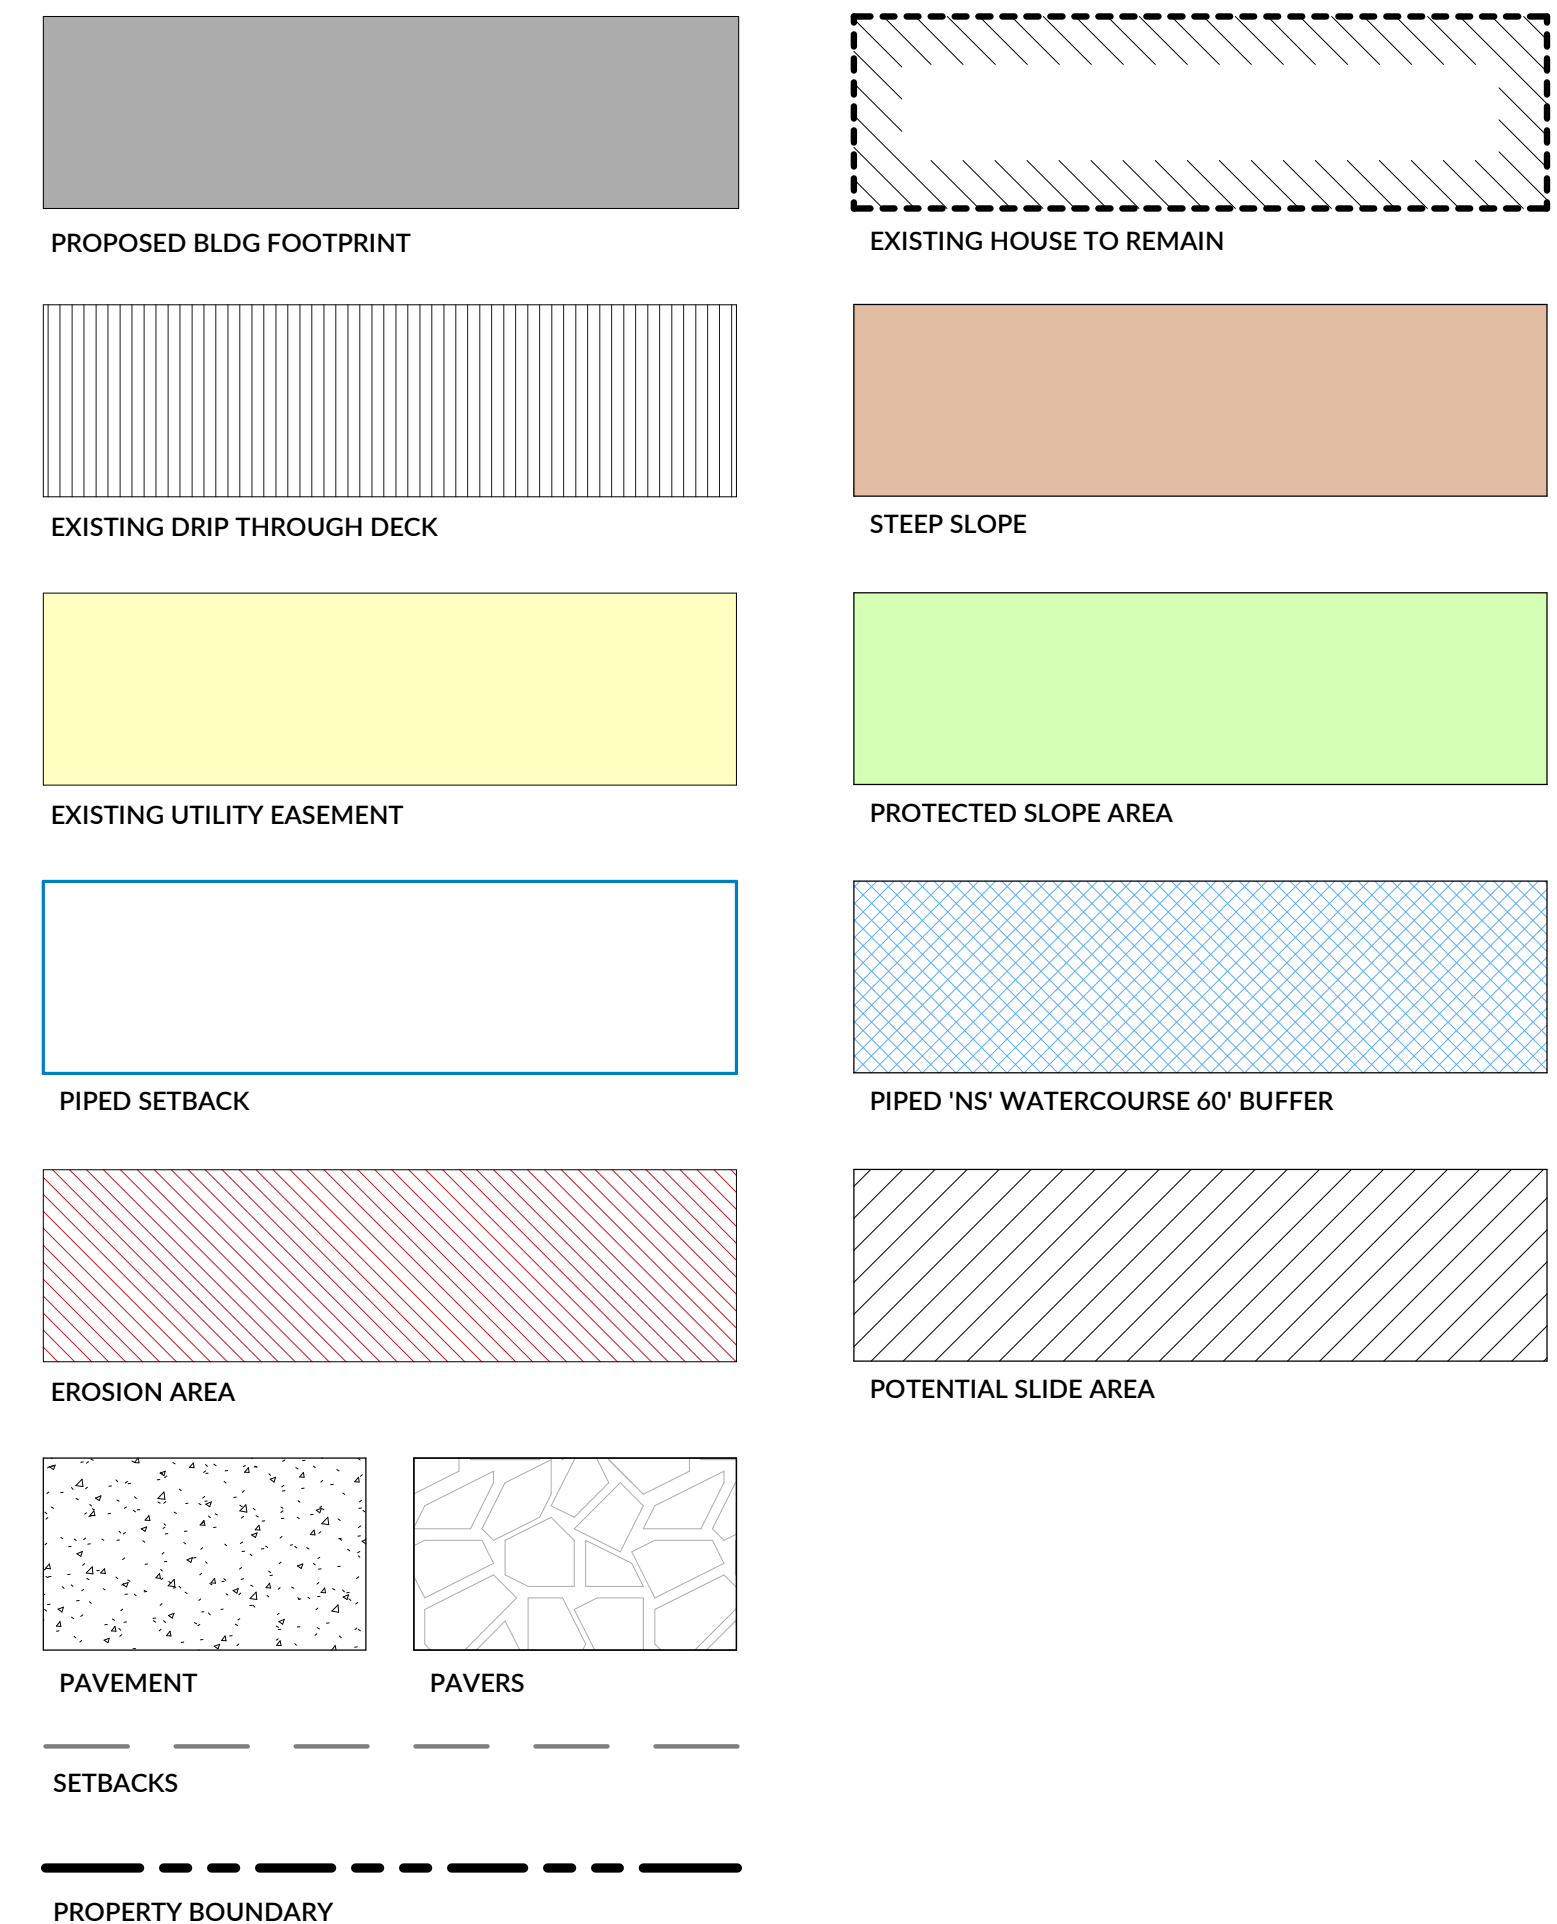 PROPOSED BLDG FOOTPRINT
EXISTING HOUSE TO REMAIN
EXISTING DRIP THROUGH DECK
STEEP SLOPE
EXISTING UTILITY EASEMENT
PROTECTED SLOPE AREA
PIPED SETBACK
PIPED 'NS' WATERCOURSE 60' BUFFER
EROSION AREA
POTENTIAL SLIDE AREA
PAVEMENT
PAVERS
SETBACKS
PROPERTY BOUNDARY